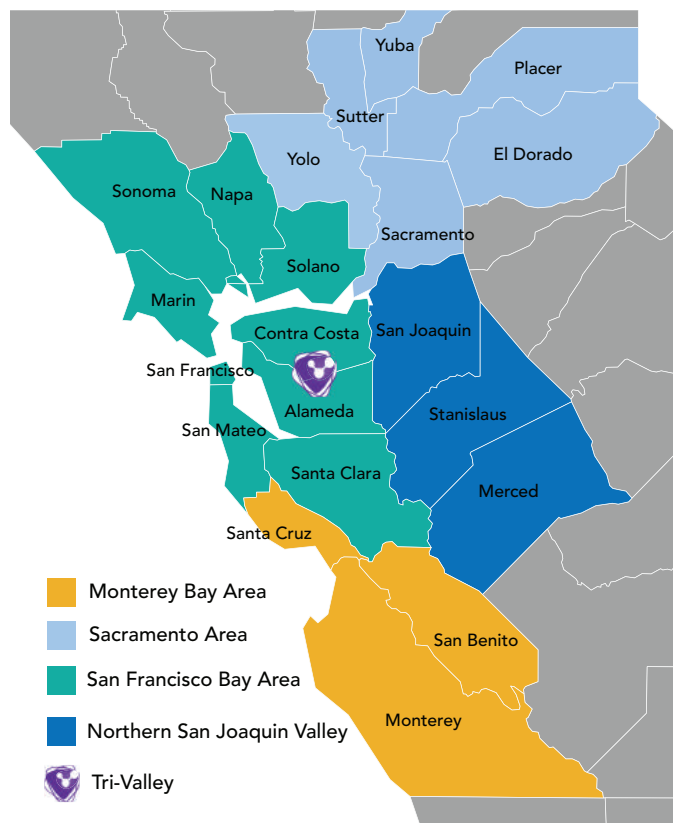 Yuba
Placer
Sutter
El Dorado
Yolo
Sonoma
Napa
Sacramento
Solano
Marin
Contra Costa
San Joaquin
San Francisco
Alameda
Stanislaus
San Mateo
Santa Clara
Merced
Santa Cruz
Monterey Bay Area
Sacramento Area
San Benito
San Francisco Bay Area
Monterey
Northern San Joaquin Valley
Tri-Valley